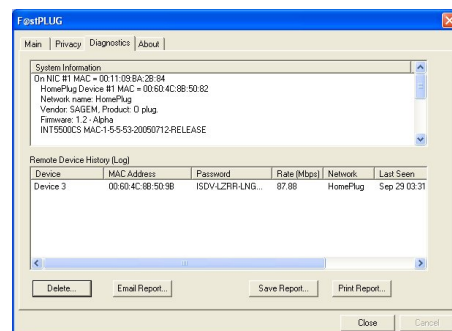 F@stPLUG
Main Privacy Diagnostics About
System Information
On NIC #1 MAC = 00:11:09:BA:2B:84
HomePlug Device #1 MAC = 00:60:4C:8B:50:82
Network name: HomePlug
Vendor: SAGEM, Product: O plug.
Firmware: 1.2 - Alpha
INT5500CS MAC-1-5-5-53-20050712-RELEASE
Remote Device History (Log)
Device MAC Address Password Rate (Mbps) Network Last Seen
Device 3 00:60:4C:8B:50:9B ISDV-LZRR-LNG... 87.88 HomePlug Sep 29 03:31
Delete... Email Report... Save Report... Print Report...
Close Cancel